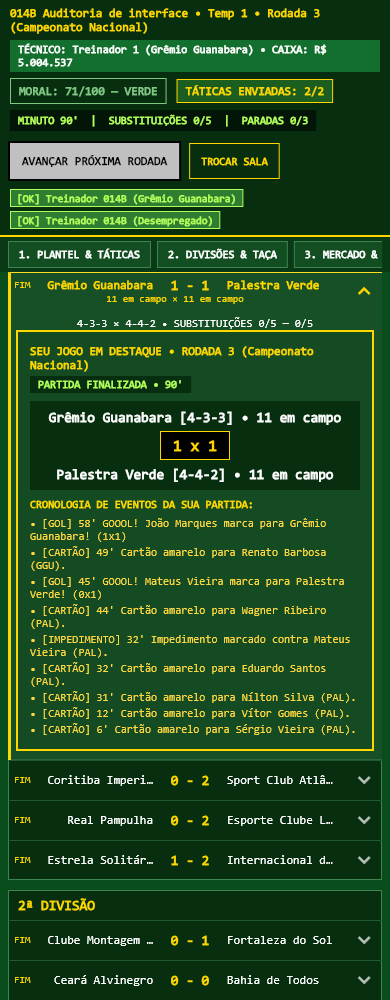 014B Auditoria de interface • Temp 1 • Rodada 3
(Campeonato Nacional)
TÉCNICO: Treinador 1 (Grêmio Guanabara) • CAIXA: R$
5.004.537
MORAL: 71/100 — VERDE
TÁTICAS ENVIADAS: 2/2
MINUTO 90' | SUBSTITUIÇÕES 0/5 | PARADAS 0/3
AVANÇAR PRÓXIMA RODADA
TROCAR SALA
[OK] Treinador 014B (Grêmio Guanabara)
[OK] Treinador 014B (Desempregado)
1. PLANTEL & TÁTICAS
2. DIVISÕES & TAÇA
3. MERCADO &
FIM Grêmio Guanabara 1 - 1 Palestra Verde
11 em campo × 11 em campo
4-3-3 × 4-4-2 • SUBSTITUIÇÕES 0/5 — 0/5
SEU JOGO EM DESTAQUE • RODADA 3 (Campeonato
Nacional)
PARTIDA FINALIZADA • 90'
Grêmio Guanabara [4-3-3] • 11 em campo
1 x 1
Palestra Verde [4-4-2] • 11 em campo
CRONOLOGIA DE EVENTOS DA SUA PARTIDA:
• [GOL] 58' GOOOL! João Marques marca para Grêmio
Guanabara! (1x1)
• [CARTÃO] 49' Cartão amarelo para Renato Barbosa
(GGU).
• [GOL] 45' GOOOL! Mateus Vieira marca para Palestra
Verde! (0x1)
• [CARTÃO] 44' Cartão amarelo para Wagner Ribeiro
(PAL).
• [IMPEDIMENTO] 32' Impedimento marcado contra Mateus
Vieira (PAL).
• [CARTÃO] 32' Cartão amarelo para Eduardo Santos
(PAL).
• [CARTÃO] 31' Cartão amarelo para Nílton Silva (PAL).
• [CARTÃO] 12' Cartão amarelo para Vítor Gomes (PAL).
• [CARTÃO] 6' Cartão amarelo para Sérgio Vieira (PAL).
FIM Coritiba Imperi… 0 - 2 Sport Club Atlâ…
FIM Real Pampulha 0 - 2 Esporte Clube L…
FIM Estrela Solitár… 1 - 2 Internacional d…
2ª DIVISÃO
FIM Clube Montagem … 0 - 1 Fortaleza do Sol
FIM Ceará Alvinegro 0 - 0 Bahia de Todos